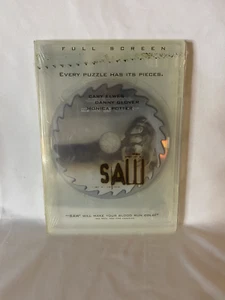 FULL SCREEN
EVERY PUZZLE HAS ITS PIECES.
CARY ELWES
DANNY GLOVER
MONICA POTTER
SAW
"SAW" WILL MAKE YOUR BLOOD RUN COLD!"